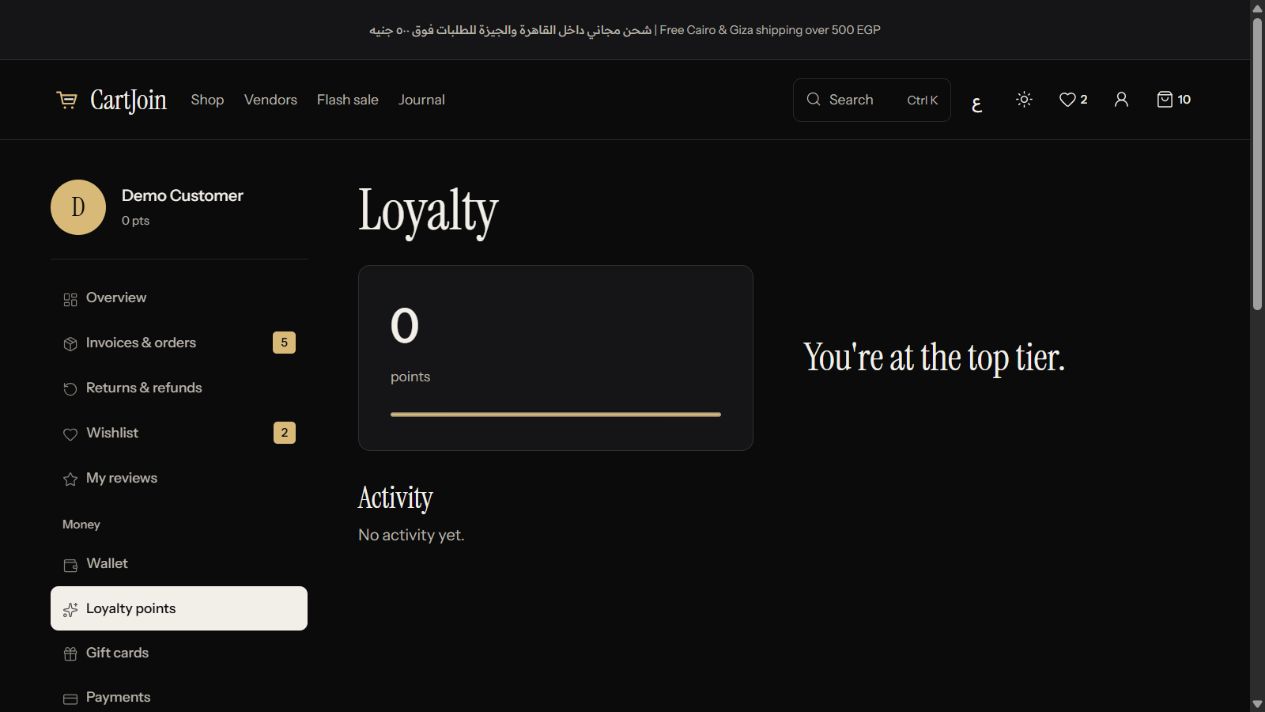 شحن مجاني داخل القاهرة والجيزة للطلبات فوق ٥٠٠ جنيه | Free Cairo & Giza shipping over 500 EGP
CartJoin
Shop
Vendors
Flash sale
Journal
Search
Ctrl K
ع
2
10
D
Demo Customer
0 pts
Overview
Invoices & orders
5
Returns & refunds
Wishlist
2
My reviews
Money
Wallet
Loyalty points
Gift cards
Payments
Loyalty
0
points
You're at the top tier.
Activity
No activity yet.